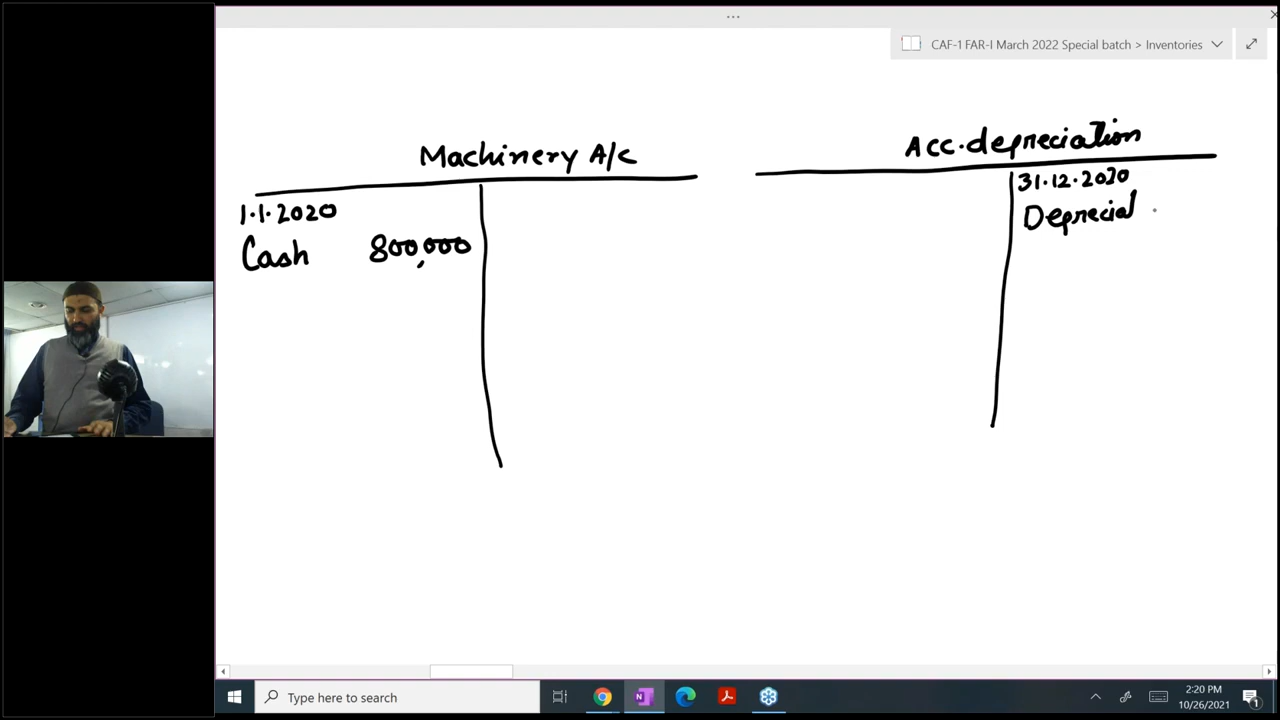 CAF-1 FAR-I March 2022 Special batch > Inventories
Machinery A/c
1.1.2020
Cash 800,000
Acc.depreciation
31.12.2020
Depreciat
Type here to search
2:20 PM
10/26/2021